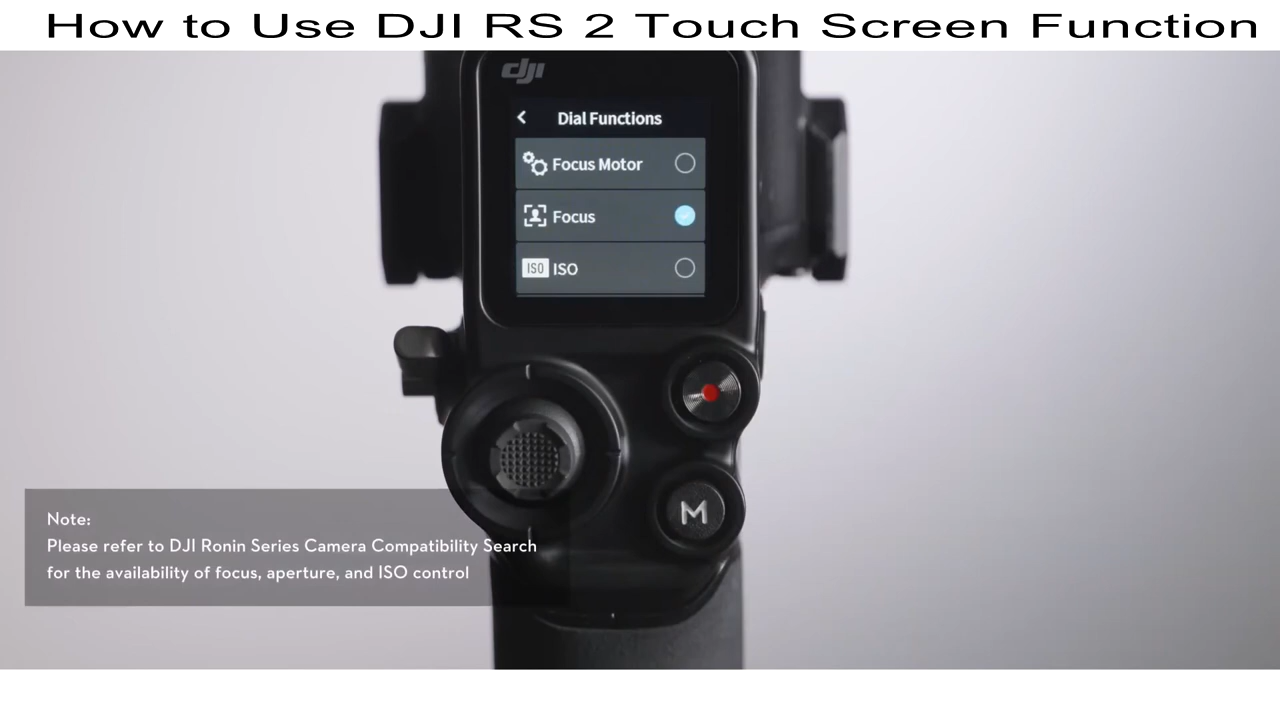 How to Use DJI RS 2 Touch Screen Function
dji
Dial Functions
Focus Motor
Focus
ISO ISO
M
Note:
Please refer to DJI Ronin Series Camera Compatibility Search
for the availability of focus, aperture, and ISO control